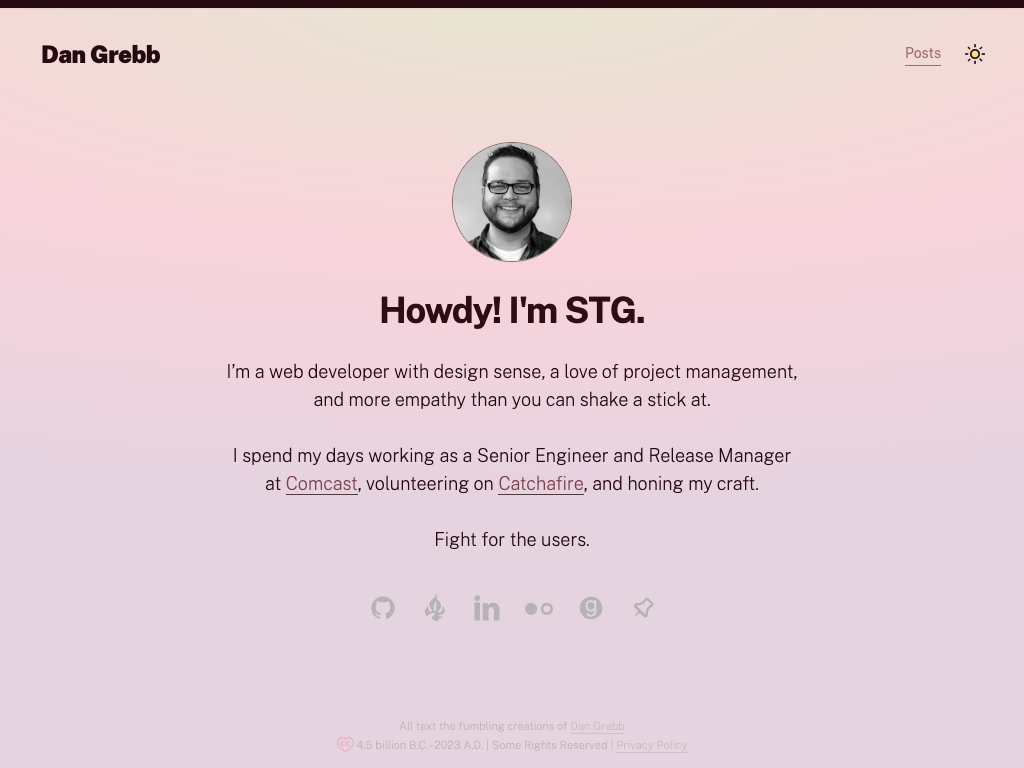 Dan Grebb
Posts
Howdy! I'm STG.
I’m a web developer with design sense, a love of project management,
and more empathy than you can shake a stick at.
I spend my days working as a Senior Engineer and Release Manager
at Comcast, volunteering on Catchafire, and honing my craft.
Fight for the users.
All text the fumbling creations of Dan Grebb
4.5 billion B.C.–2023 A.D. | Some Rights Reserved | Privacy Policy